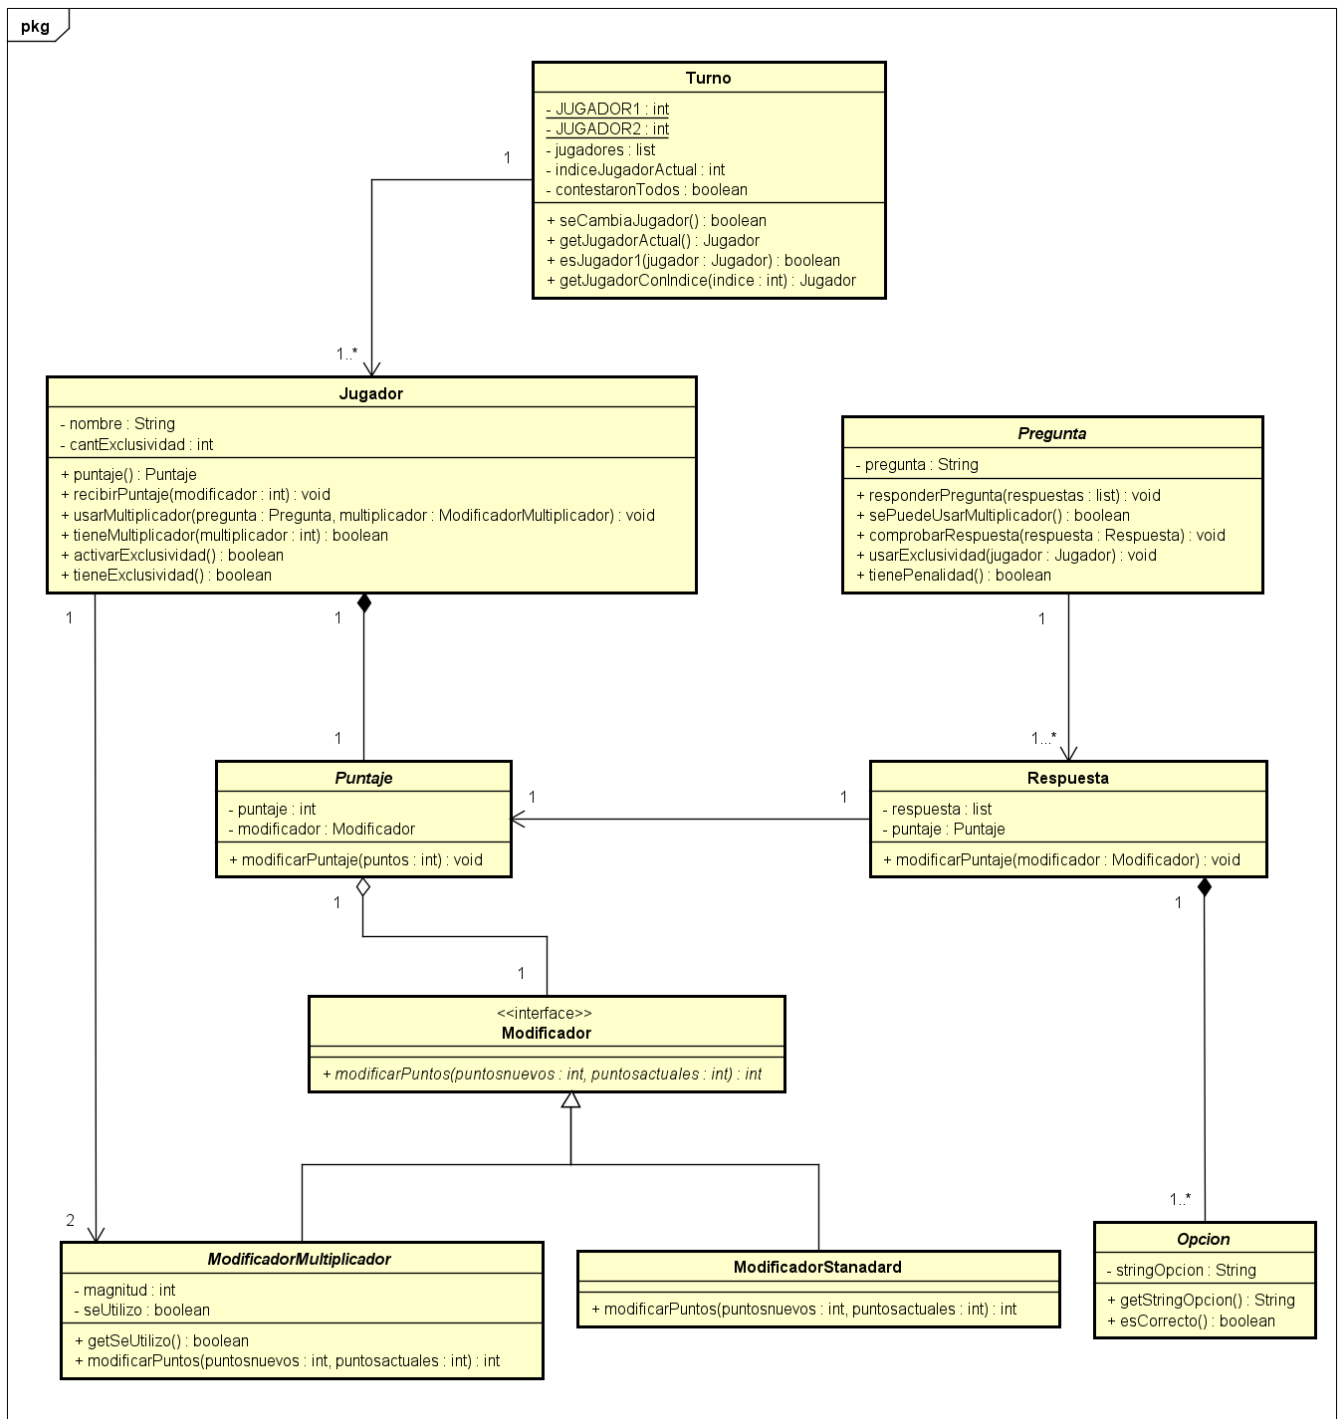 pkg
Turno
- JUGADOR1 : int
- JUGADOR2 : int
- jugadores : list
- indiceJugadorActual : int
- contestaronTodos : boolean
+ seCambiaJugador() : boolean
+ getJugadorActual() : Jugador
+ esJugador1(jugador : Jugador) : boolean
+ getJugadorConIndice(indice : int) : Jugador
1
1..*
Jugador
- nombre : String
- cantExclusividad : int
+ puntaje() : Puntaje
+ recibirPuntaje(modificador : int) : void
+ usarMultiplicador(pregunta : Pregunta, multiplicador : ModificadorMultiplicador) : void
+ tieneMultiplicador(multiplicador : int) : boolean
+ activarExclusividad() : boolean
+ tieneExclusividad() : boolean
Pregunta
- pregunta : String
+ responderPregunta(respuestas : list) : void
+ sePuedeUsarMultiplicador() : boolean
+ comprobarRespuesta(respuesta : Respuesta) : void
+ usarExclusividad(jugador : Jugador) : void
+ tienePenalidad() : boolean
1
1
1
1
1...*
Puntaje
- puntaje : int
- modificador : Modificador
+ modificarPuntaje(puntos : int) : void
1
1
Respuesta
- respuesta : list
- puntaje : Puntaje
+ modificarPuntaje(modificador : Modificador) : void
1
1
1
<<interface>>
Modificador
+ modificarPuntos(puntosnuevos : int, puntosactuales : int) : int
1..*
2
ModificadorMultiplicador
- magnitud : int
- seUtilizo : boolean
+ getSeUtilizo() : boolean
+ modificarPuntos(puntosnuevos : int, puntosactuales : int) : int
ModificadorStanadard
+ modificarPuntos(puntosnuevos : int, puntosactuales : int) : int
Opcion
- stringOpcion : String
+ getStringOpcion() : String
+ esCorrecto() : boolean